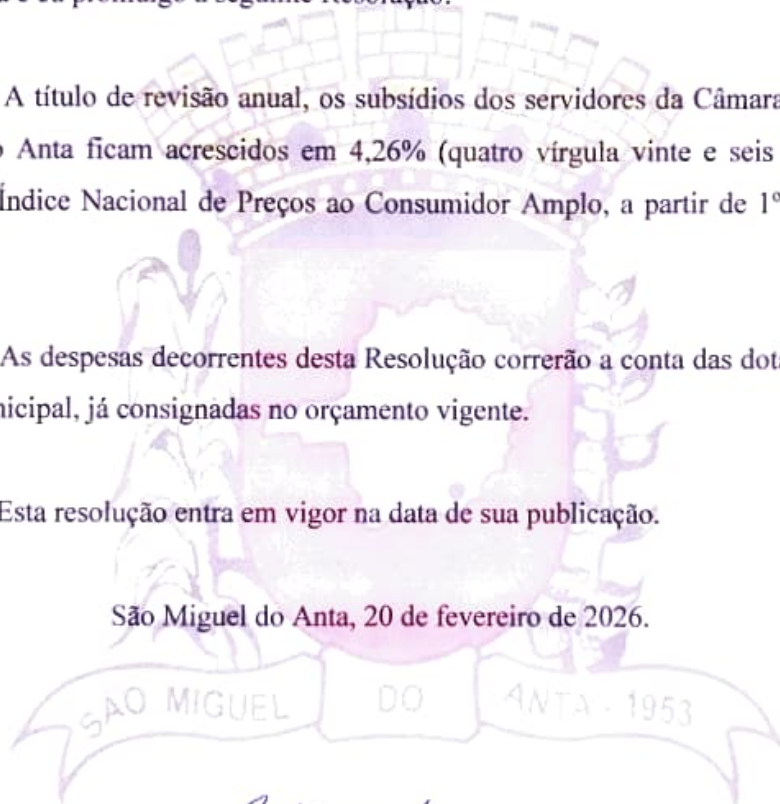 A título de revisão anual, os subsídios dos servidores da Câmara
Anta ficam acrescidos em 4,26% (quatro vírgula vinte e seis
Índice Nacional de Preços ao Consumidor Amplo, a partir de 1º
As despesas decorrentes desta Resolução correrão a conta das
já consignadas no orçamento vigente.
Esta resolução entra em vigor na data de sua publicação.
São Miguel do Anta, 20 de fevereiro de 2026.
SÃO MIGUEL DO ANTA - 1953